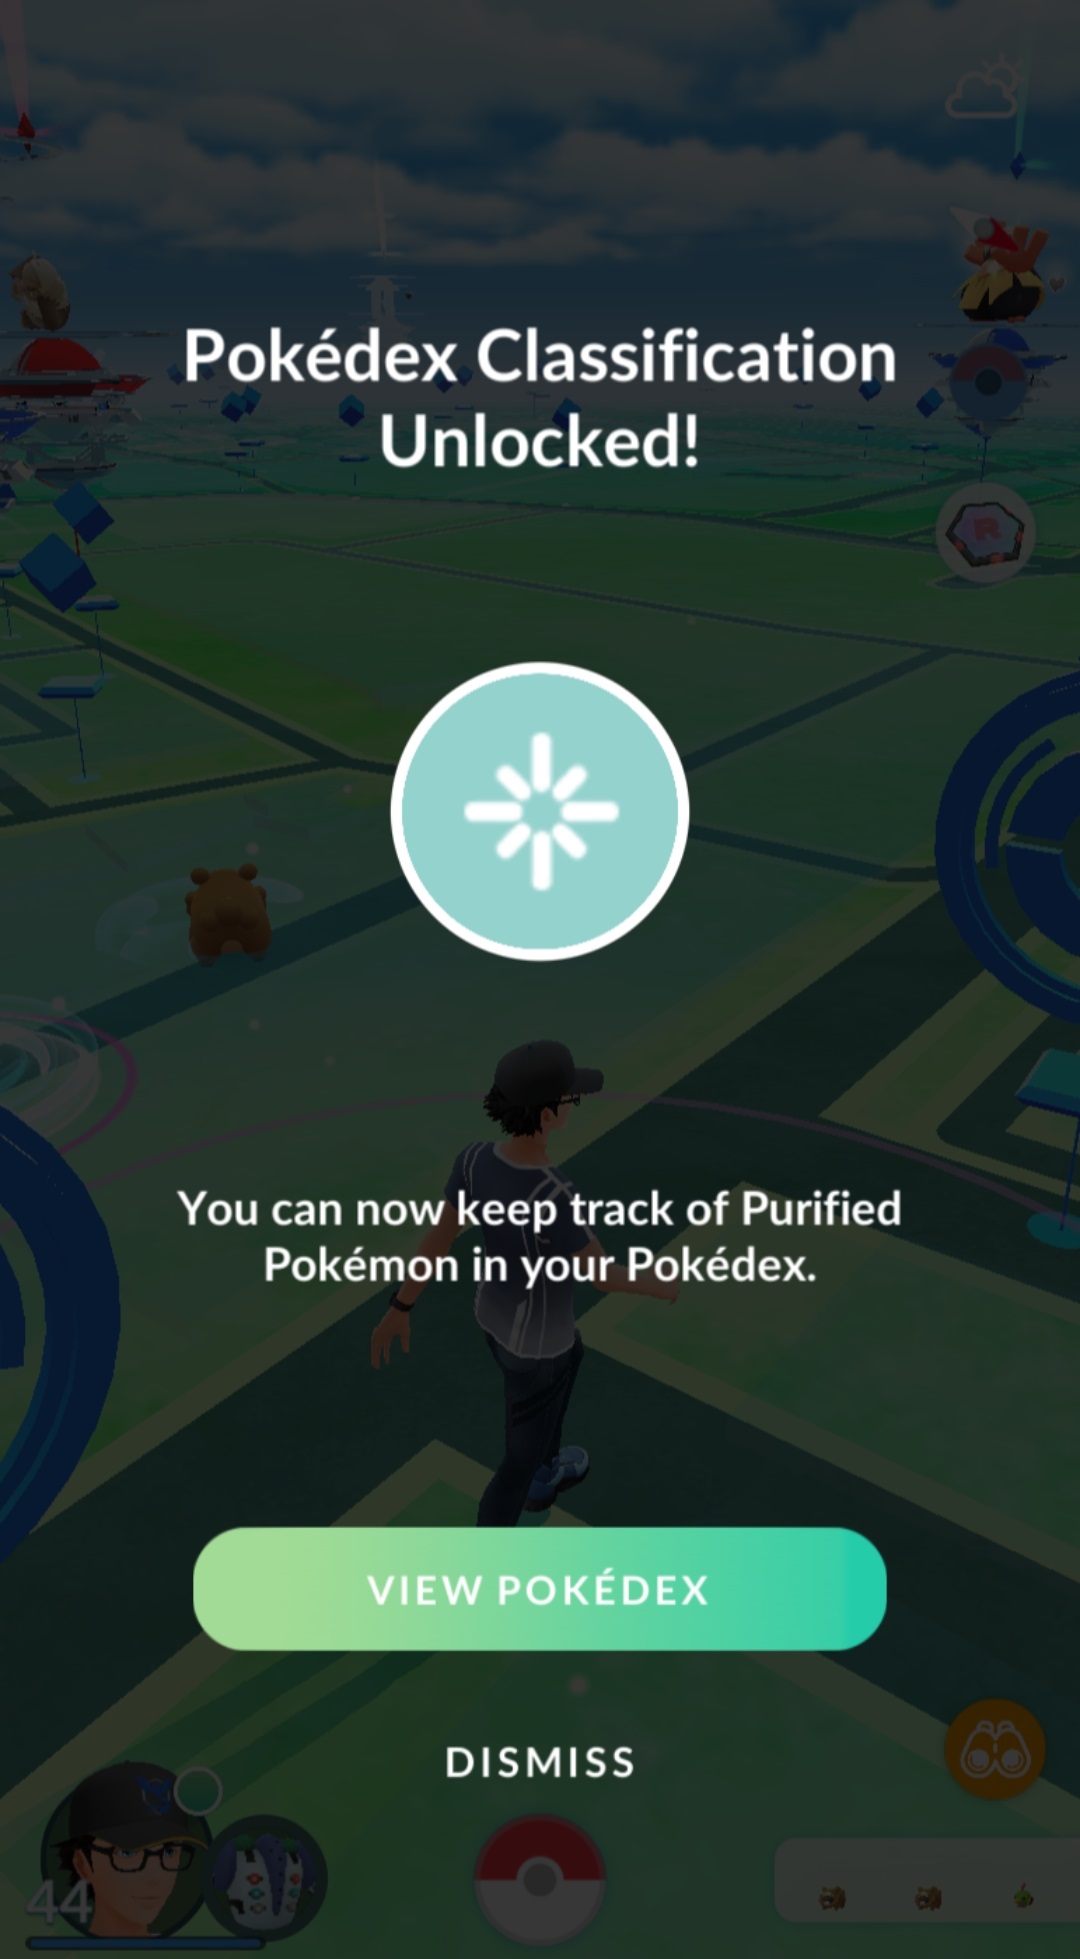 Pokédex Classification
Unlocked!
R
You can now keep track of Purified
Pokémon in your Pokédex.
VIEW POKÉDEX
DISMISS
44